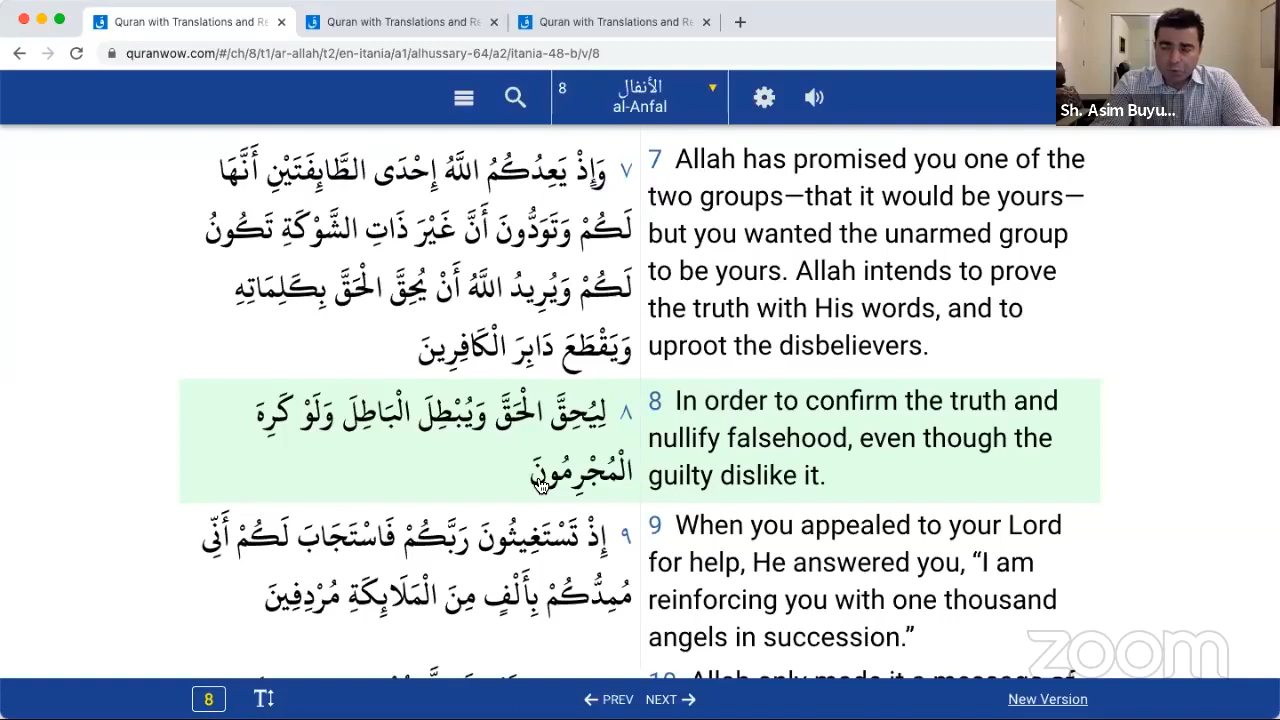 Quran with Translations and Re
Quran with Translations and Re
Quran with Translations and Re
quranwow.com/#/ch/8/t1/ar-allah/t2/en-itania/a1/alhussary-64/a2/itania-48-b/v/8
Sh. Asim Buyu...
8
الأنفال
al-Anfal
٧ وَإِذْ يَعِدُكُمُ اللَّهُ إِحْدَى الطَّائِفَتَيْنِ أَنَّهَا
لَكُمْ وَتَوَدُّونَ أَنَّ غَيْرَ ذَاتِ الشَّوْكَةِ تَكُونُ
لَكُمْ وَيُرِيدُ اللَّهُ أَنْ يُحِقَّ الْحَقَّ بِكَلِمَاتِهِ
وَيَقْطَعَ دَابِرَ الْكَافِرِينَ
7 Allah has promised you one of the
two groups—that it would be yours—
but you wanted the unarmed group
to be yours. Allah intends to prove
the truth with His words, and to
uproot the disbelievers.
٨ لِيُحِقَّ الْحَقَّ وَيُبْطِلَ الْبَاطِلَ وَلَوْ كَرِهَ
الْمُجْرِمُونَ
8 In order to confirm the truth and
nullify falsehood, even though the
guilty dislike it.
٩ إِذْ تَسْتَغِيثُونَ رَبَّكُمْ فَاسْتَجَابَ لَكُمْ أَنِّي
مُمِدُّكُمْ بِأَلْفٍ مِنَ الْمَلَائِكَةِ مُرْدِفِينَ
9 When you appealed to your Lord
for help, He answered you, “I am
reinforcing you with one thousand
angels in succession.”
10 Allah only made it a message of
zoom
8
PREV NEXT
New Version